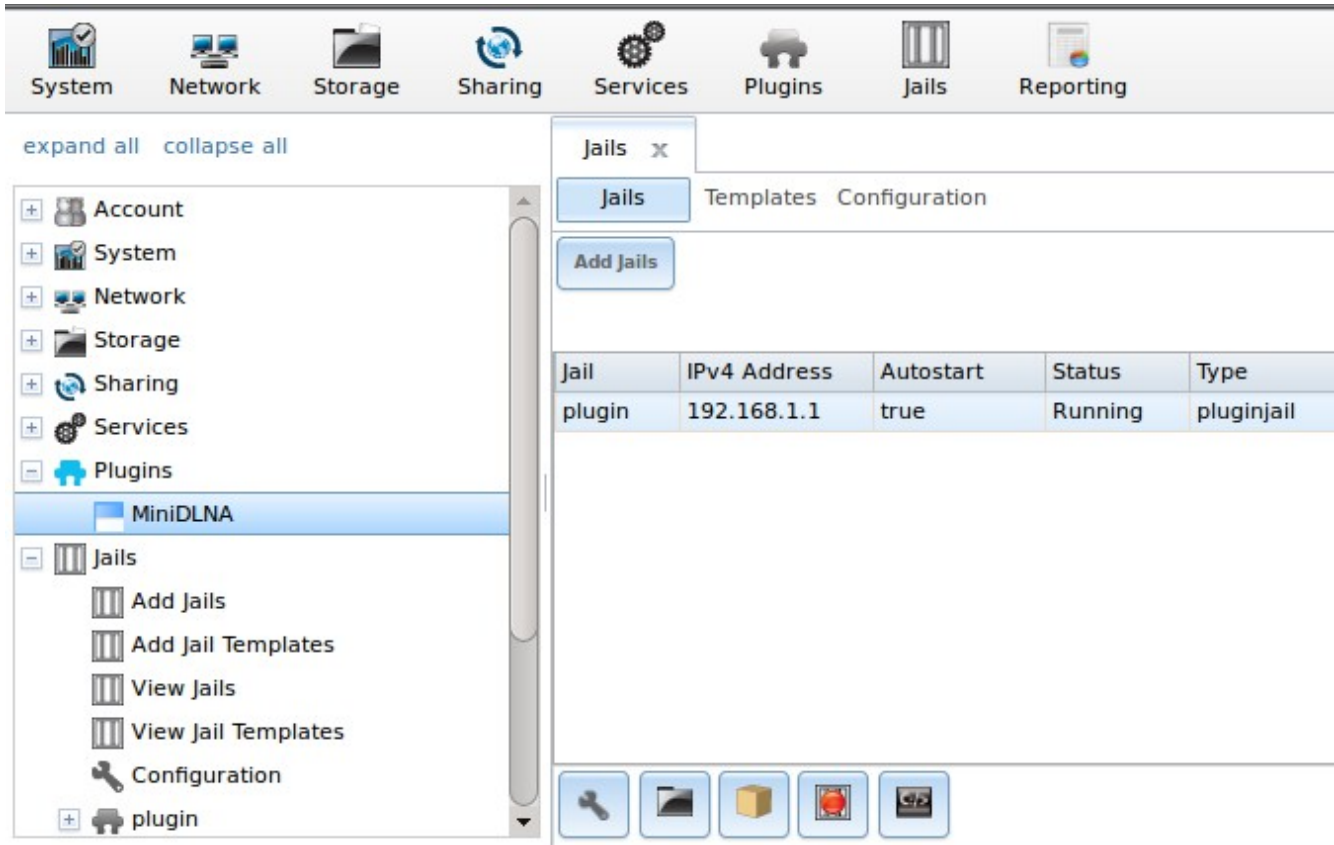 System Network Storage Sharing Services Plugins Jails Reporting
expand all collapse all
Account
System
Network
Storage
Sharing
Services
Plugins
MiniDLNA
Jails
Add Jails
Add Jail Templates
View Jails
View Jail Templates
Configuration
plugin
Jails x
Jails Templates Configuration
Add Jails
Jail IPv4 Address Autostart Status Type
plugin 192.168.1.1 true Running pluginjail